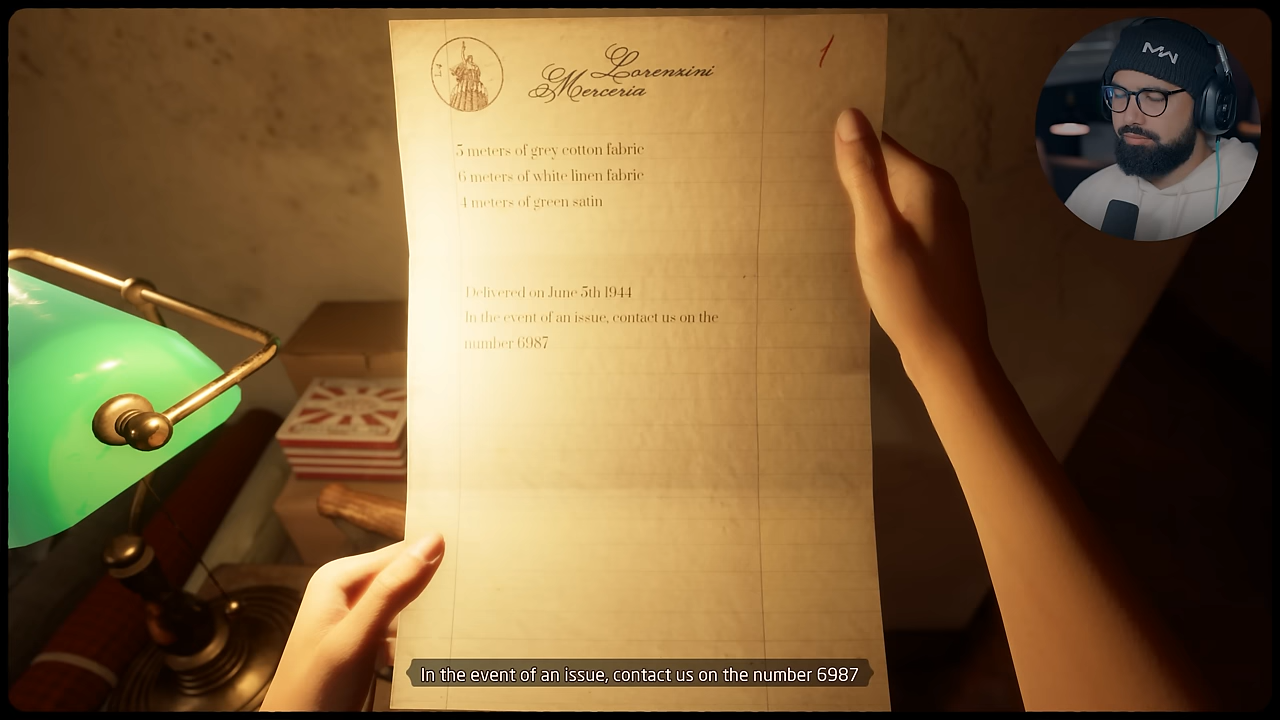 Lorenzini
Merceria
1
5 meters of grey cotton fabric
6 meters of white linen fabric
4 meters of green satin
Delivered on June 5th 1944
In the event of an issue, contact us on the
number 6987
In the event of an issue, contact us on the number 6987